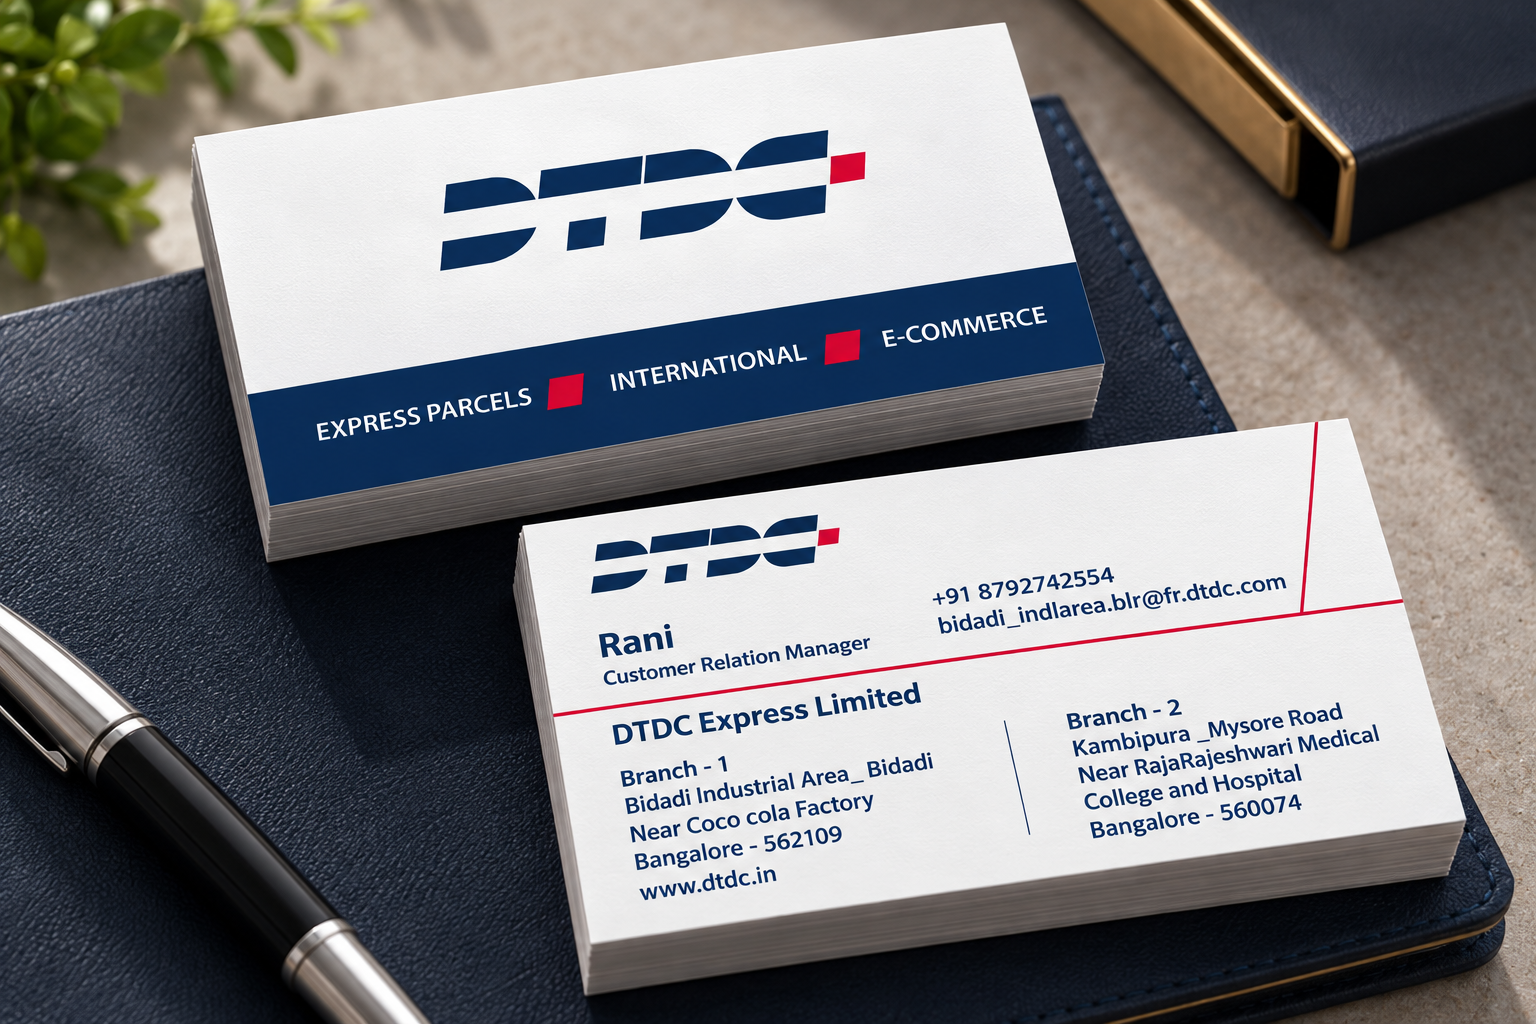 DTDC
EXPRESS PARCELS INTERNATIONAL E-COMMERCE
DTDC
Rani
Customer Relation Manager
+91 8792742554
bidadi_indlarea.blr@fr.dtdc.com
DTDC Express Limited
Branch - 1
Bidadi Industrial Area_ Bidadi
Near Coco cola Factory
Bangalore - 562109
www.dtdc.in
Branch - 2
Kambipura _Mysore Road
Near RajaRajeshwari Medical
College and Hospital
Bangalore - 560074